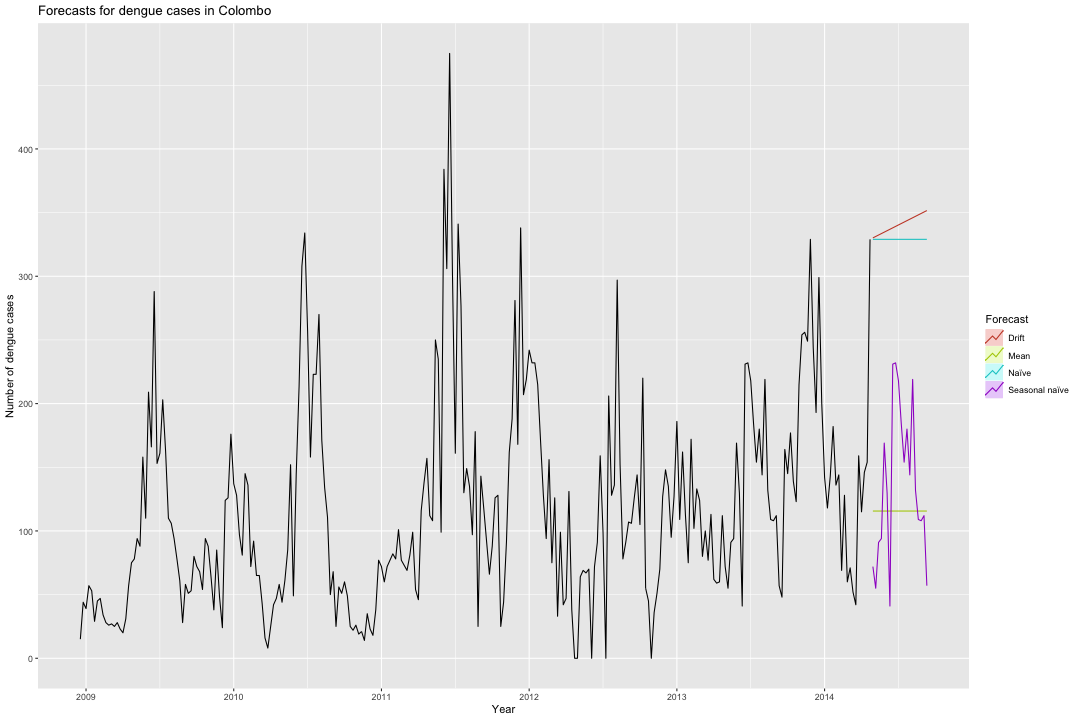 Forecasts for dengue cases in Colombo
Number of dengue cases
400
300
200
100
0
2009 2010 2011 2012 2013 2014
Year
Forecast
Drift
Mean
Naïve
Seasonal naïve